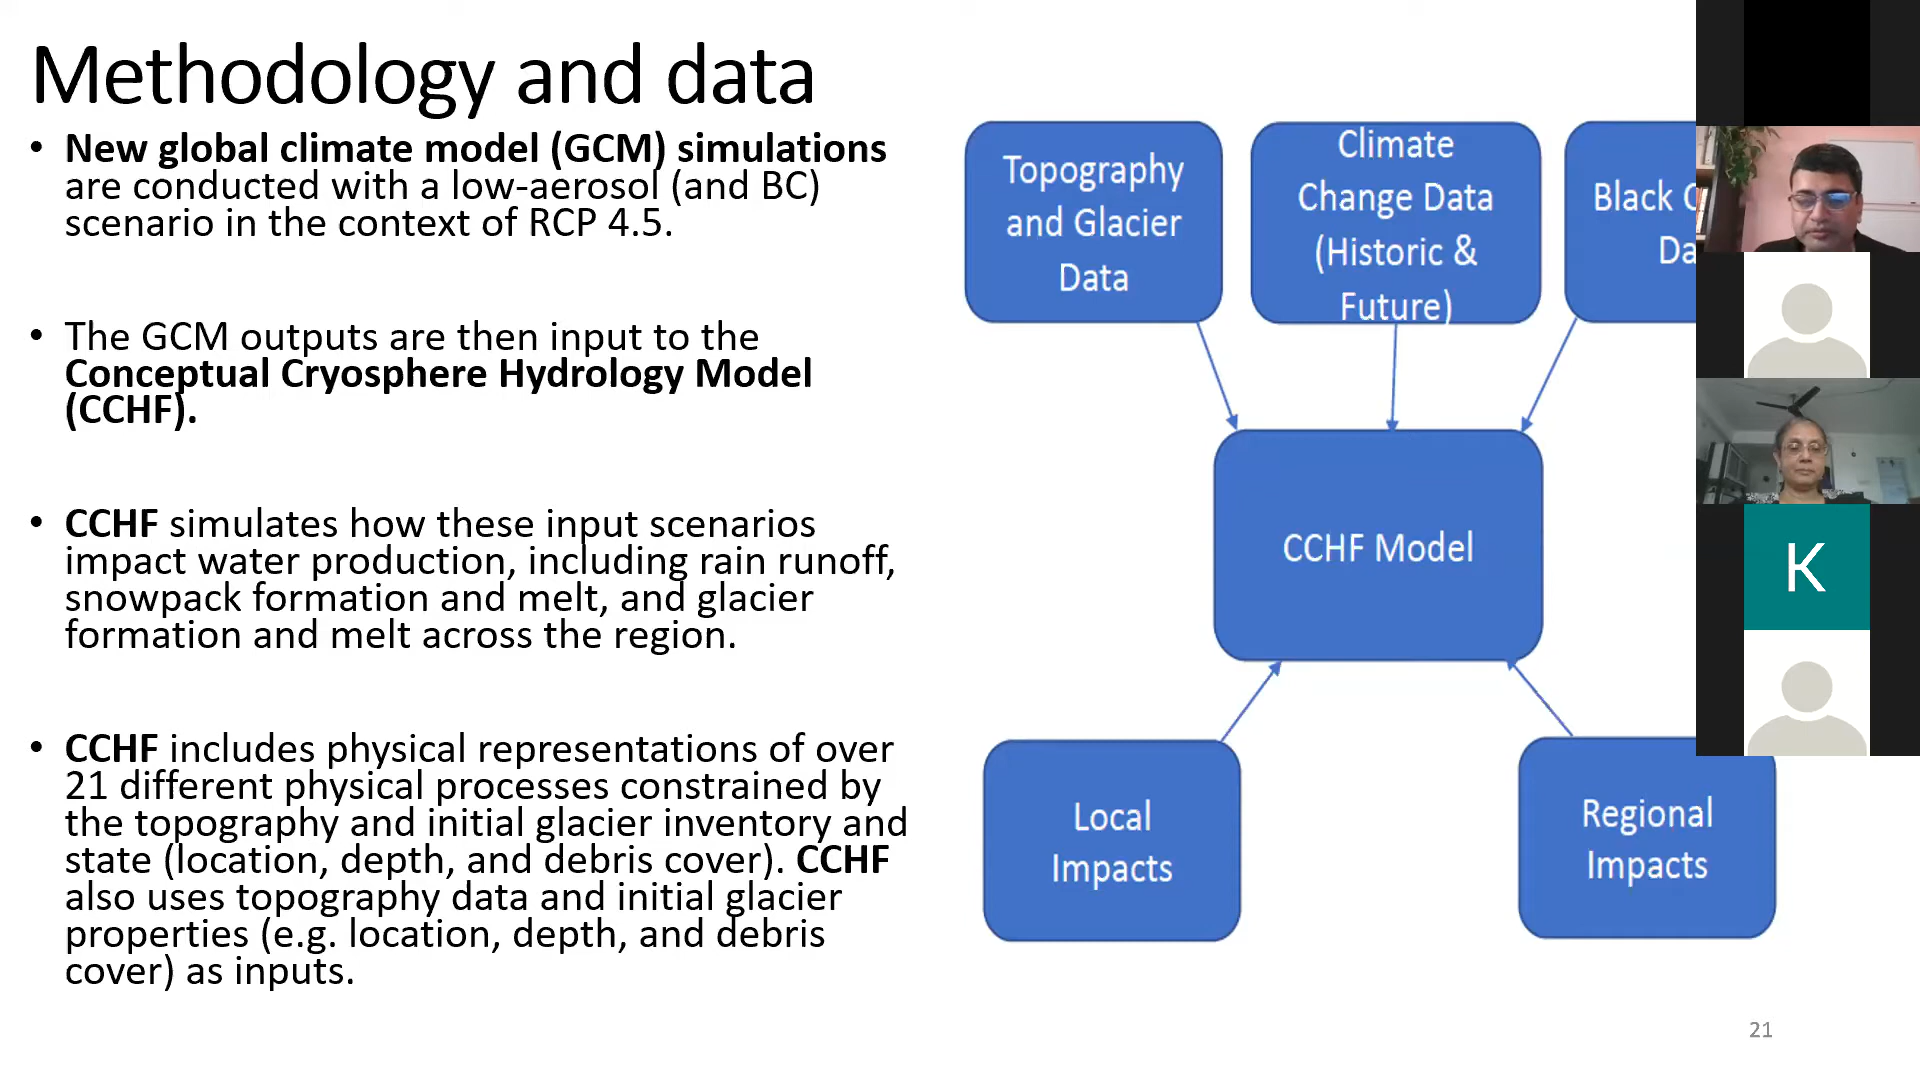 Methodology and data
• New global climate model (GCM) simulations
are conducted with a low-aerosol (and BC)
scenario in the context of RCP 4.5.
• The GCM outputs are then input to the
Conceptual Cryosphere Hydrology Model
(CCHF).
• CCHF simulates how these input scenarios
impact water production, including rain runoff,
snowpack formation and melt, and glacier
formation and melt across the region.
• CCHF includes physical representations of over
21 different physical processes constrained by
the topography and initial glacier inventory and
state (location, depth, and debris cover). CCHF
also uses topography data and initial glacier
properties (e.g. location, depth, and debris
cover) as inputs.
Topography
and Glacier
Data
Climate
Change Data
(Historic &
Future)
Black
CCHF Model
Local
Impacts
Regional
Impacts
K
21